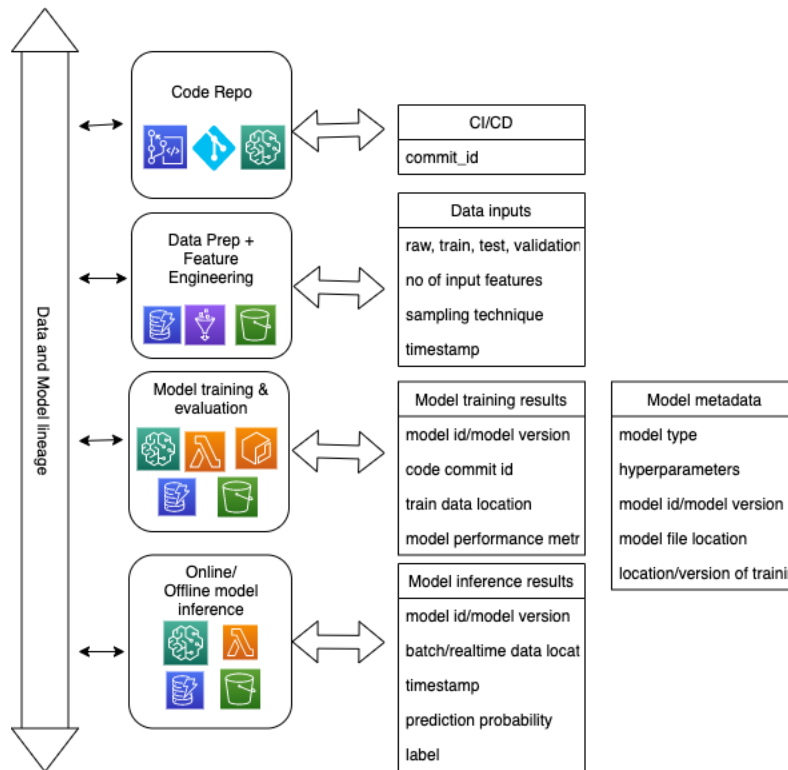 Data and Model lineage
Code Repo
CI/CD
commit_id
Data Prep +
Feature
Engineering
Data inputs
raw, train, test, validation
no of input features
sampling technique
timestamp
Model training &
evaluation
Model training results
model id/model version
code commit id
train data location
model performance metr
Model metadata
model type
hyperparameters
model id/model version
model file location
location/version of traini
Online/
Offline model
inference
Model inference results
model id/model version
batch/realtime data locat
timestamp
prediction probability
label